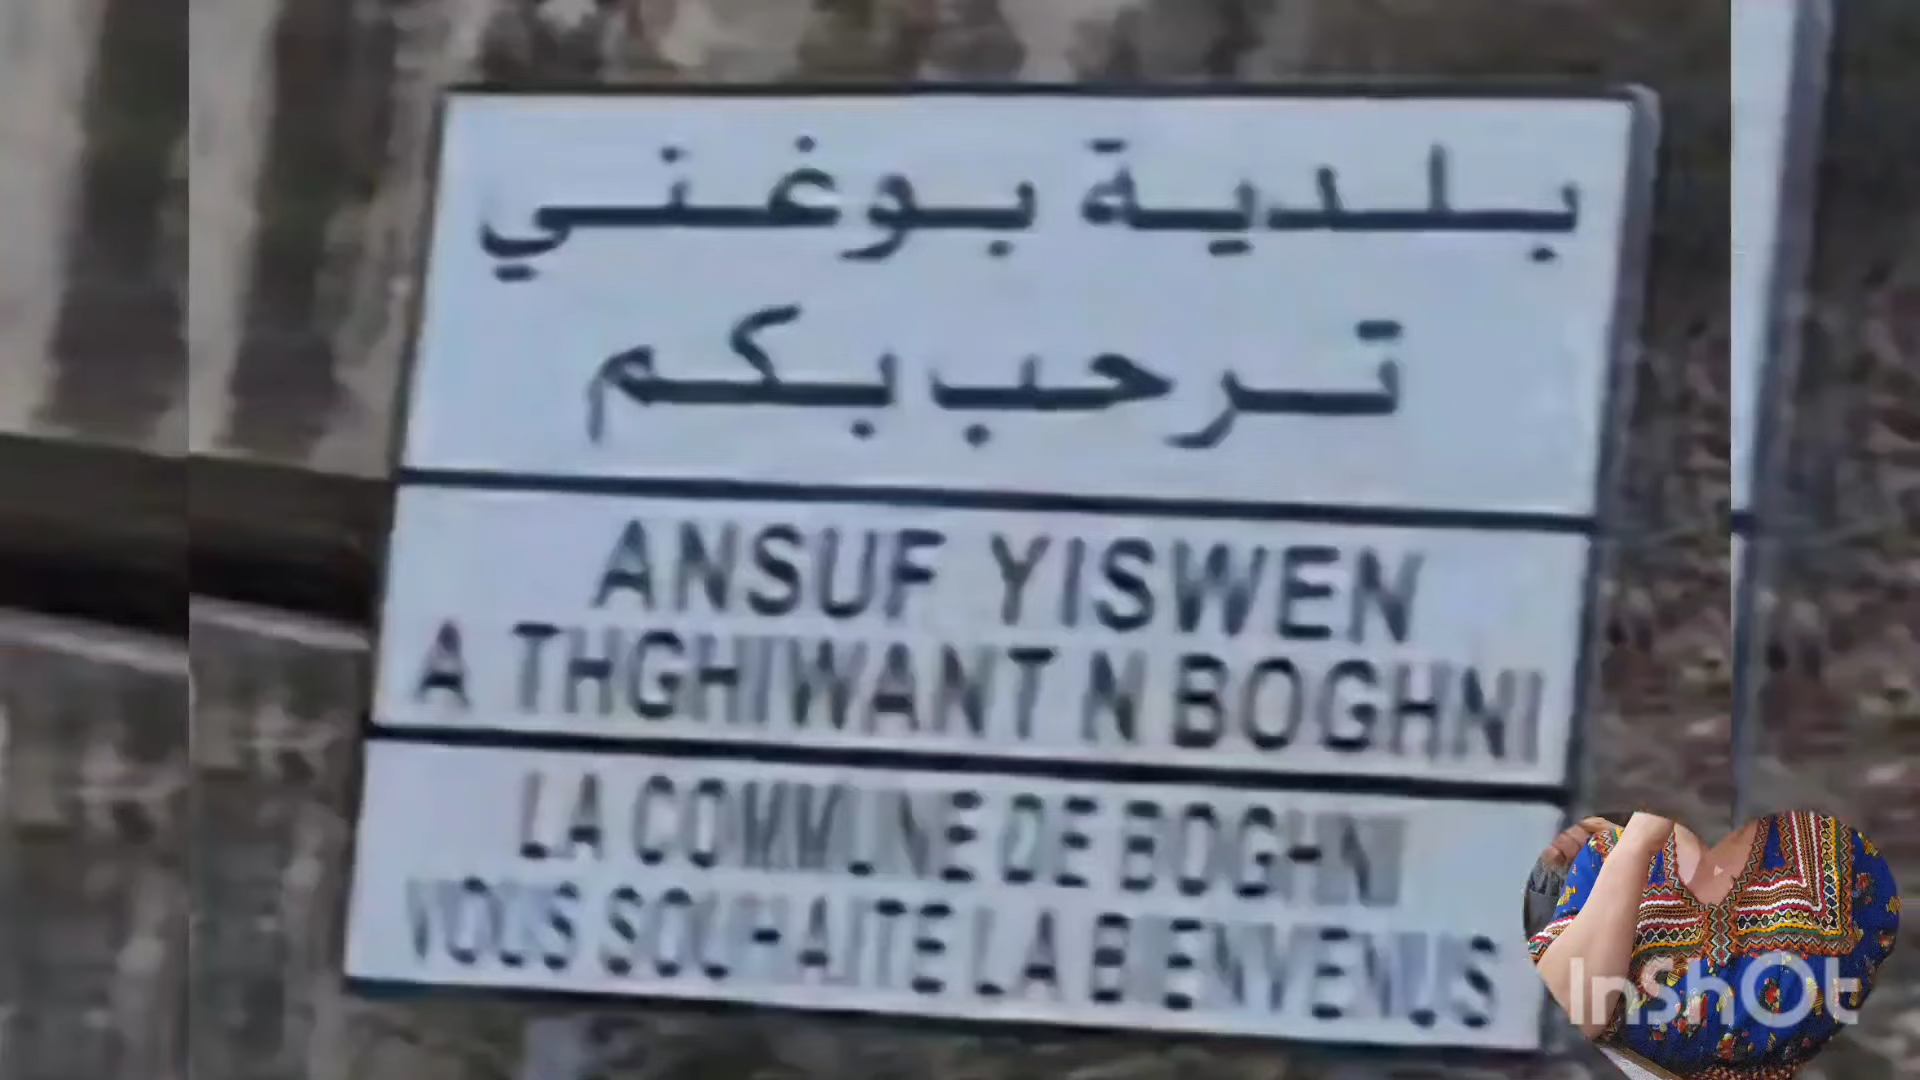 بلدية بوغني
ترحب بكم
ANSUF YISWEN
A THGHIWANT N BOGHNI
LA COMMUNE DE BOGHNI
VOUS SOUHAITE LA BIENVENUS
InShOt